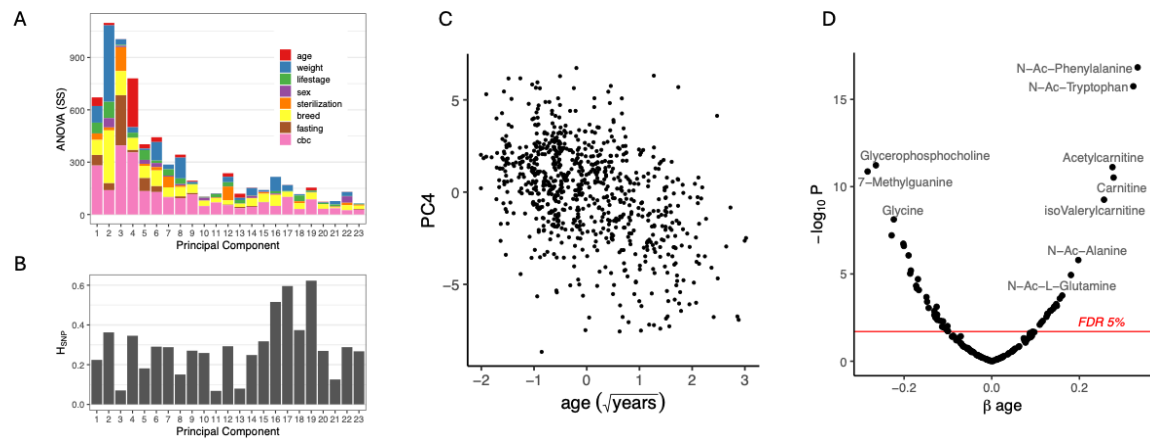 A
ANOVA (SS)
900
600
300
0
age
weight
lifestage
sex
sterilization
breed
fasting
cbc
1 2 3 4 5 6 7 8 9 10 11 12 13 14 15 16 17 18 19 20 21 22 23
Principal Component
B
H_SNP
0.6
0.4
0.2
0.0
1 2 3 4 5 6 7 8 9 10 11 12 13 14 15 16 17 18 19 20 21 22 23
Principal Component
C
PC4
5
0
−5
−2 −1 0 1 2 3
age (√years)
D
−log10 P
15
10
5
0
N−Ac−Phenylalanine
N−Ac−Tryptophan
Glycerophosphocholine
7−Methylguanine
Glycine
Acetylcarnitine
Carnitine
isoValerylcarnitine
N−Ac−Alanine
N−Ac−L−Glutamine
FDR 5%
−0.2 0.0 0.2
β age